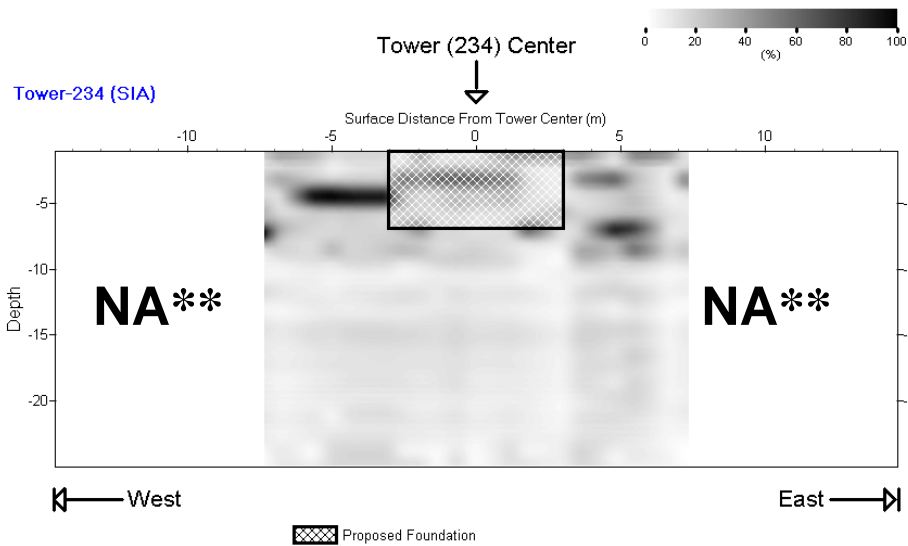 0 20 40 60 80 100
(%)
Tower (234) Center
Tower-234 (SIA)
Surface Distance From Tower Center (m)
-10 -5 0 5 10
-5
-10
-15
-20
Depth
NA** NA**
West East
Proposed Foundation